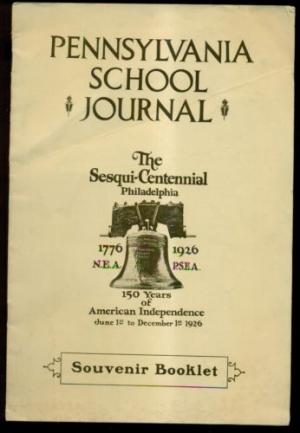 PENNSYLVANIA
SCHOOL
JOURNAL
The
Sesqui-Centennial
Philadelphia
1776 1926
N.E.A. P.S.E.A.
150 Years
of
American Independence
June 1st to December 1st 1926
Souvenir Booklet